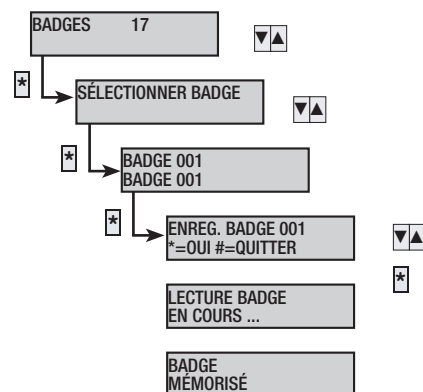 BADGES 17
▼▲
*
SÉLECTIONNER BADGE
▼▲
*
BADGE 001
BADGE 001
*
ENREG. BADGE 001
*=OUI #=QUITTER
▼▲
*
LECTURE BADGE
EN COURS ...
BADGE
MÉMORISÉ